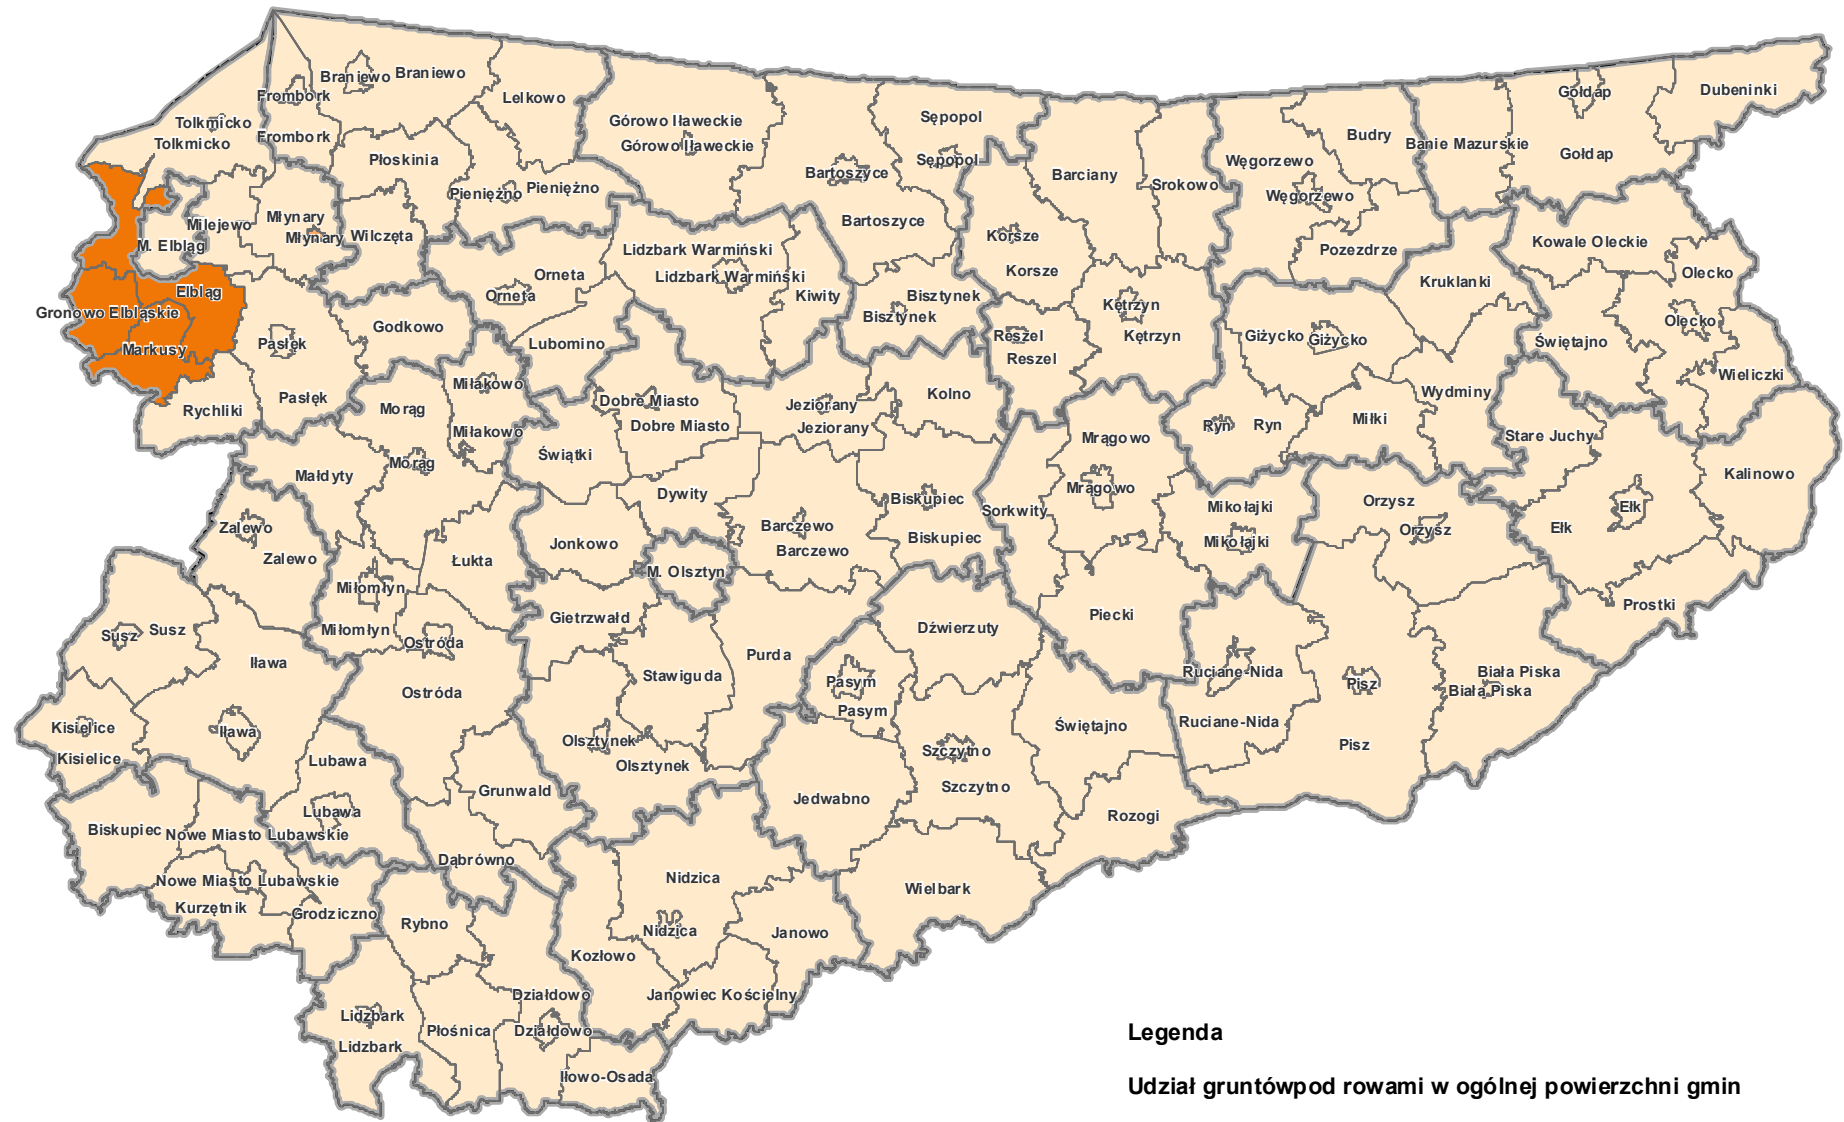 Braniewo Braniewo
Dubeninki
Gołdap
Frombork
Lelkowo
Tolkmicko
Górowo Iławeckie
Sępopol
Budry
Frombork
Tolkmicko
Górowo Iławeckie
Banie Mazurskie
Gołdap
Płoskinia
Sępopol
Węgorzewo
Bartoszyce
Barciany
Srokowo
Pieniężno Pieniężno
Węgorzewo
Młynary
Milejewo
Bartoszyce
Młynary Wilczęta
M. Elbląg
Korsze
Kowale Oleckie
Lidzbark Warmiński
Pozezdrze
Orneta
Lidzbark Warmiński
Korsze
Olecko
Kruklanki
Elbląg
Orneta
Kiwity
Bisztynek
Kętrzyn
Gronowo Elbląskie
Bisztynek
Godkowo
Olecko
Reszel
Kętrzyn
Giżycko Giżycko
Pasłęk
Lubomino
Świętajno
Markusy
Reszel
Wieliczki
Miłakowo
Kolno
Wydminy
Pasłęk
Dobre Miasto
Jeziorany
Rychliki
Morąg
Miłki
Ryn Ryn
Dobre Miasto
Jeziorany
Miłakowo
Mrągowo
Stare Juchy
Świątki
Morąg
Małdyty
Kalinowo
Mrągowo
Dywity
Biskupiec
Orzysz
Mikołajki
Ełk
Sorkwity
Zalewo
Barczewo
Orzysz
Ełk
Biskupiec
Mikołajki
Jonkowo
Barczewo
Zalewo
Łukta
M. Olsztyn
Miłomłyn
Prostki
Piecki
Gietrzwałd
Dźwierzuty
Miłomłyn
Susz Susz
Ostróda
Purda
Iława
Biała Piska
Ruciane-Nida
Stawiguda
Pasym
Pisz
Biała Piska
Ostróda
Pasym
Ruciane-Nida
Świętajno
Kisielice
Iława
Olsztynek
Pisz
Szczytno
Kisielice
Lubawa
Olsztynek
Szczytno
Grunwald
Jedwabno
Lubawa
Rozogi
Biskupiec
Nowe Miasto Lubawskie
Dąbrówno
Nidzica
Nowe Miasto Lubawskie
Wielbark
Kurzętnik
Grodziczno
Rybno
Nidzica
Janowo
Kozłowo
Działdowo
Janowiec Kościelny
Lidzbark
Płośnica
Działdowo
Legenda
Lidzbark
Iłowo-Osada
Udział gruntówpod rowami w ogólnej powierzchni gmin